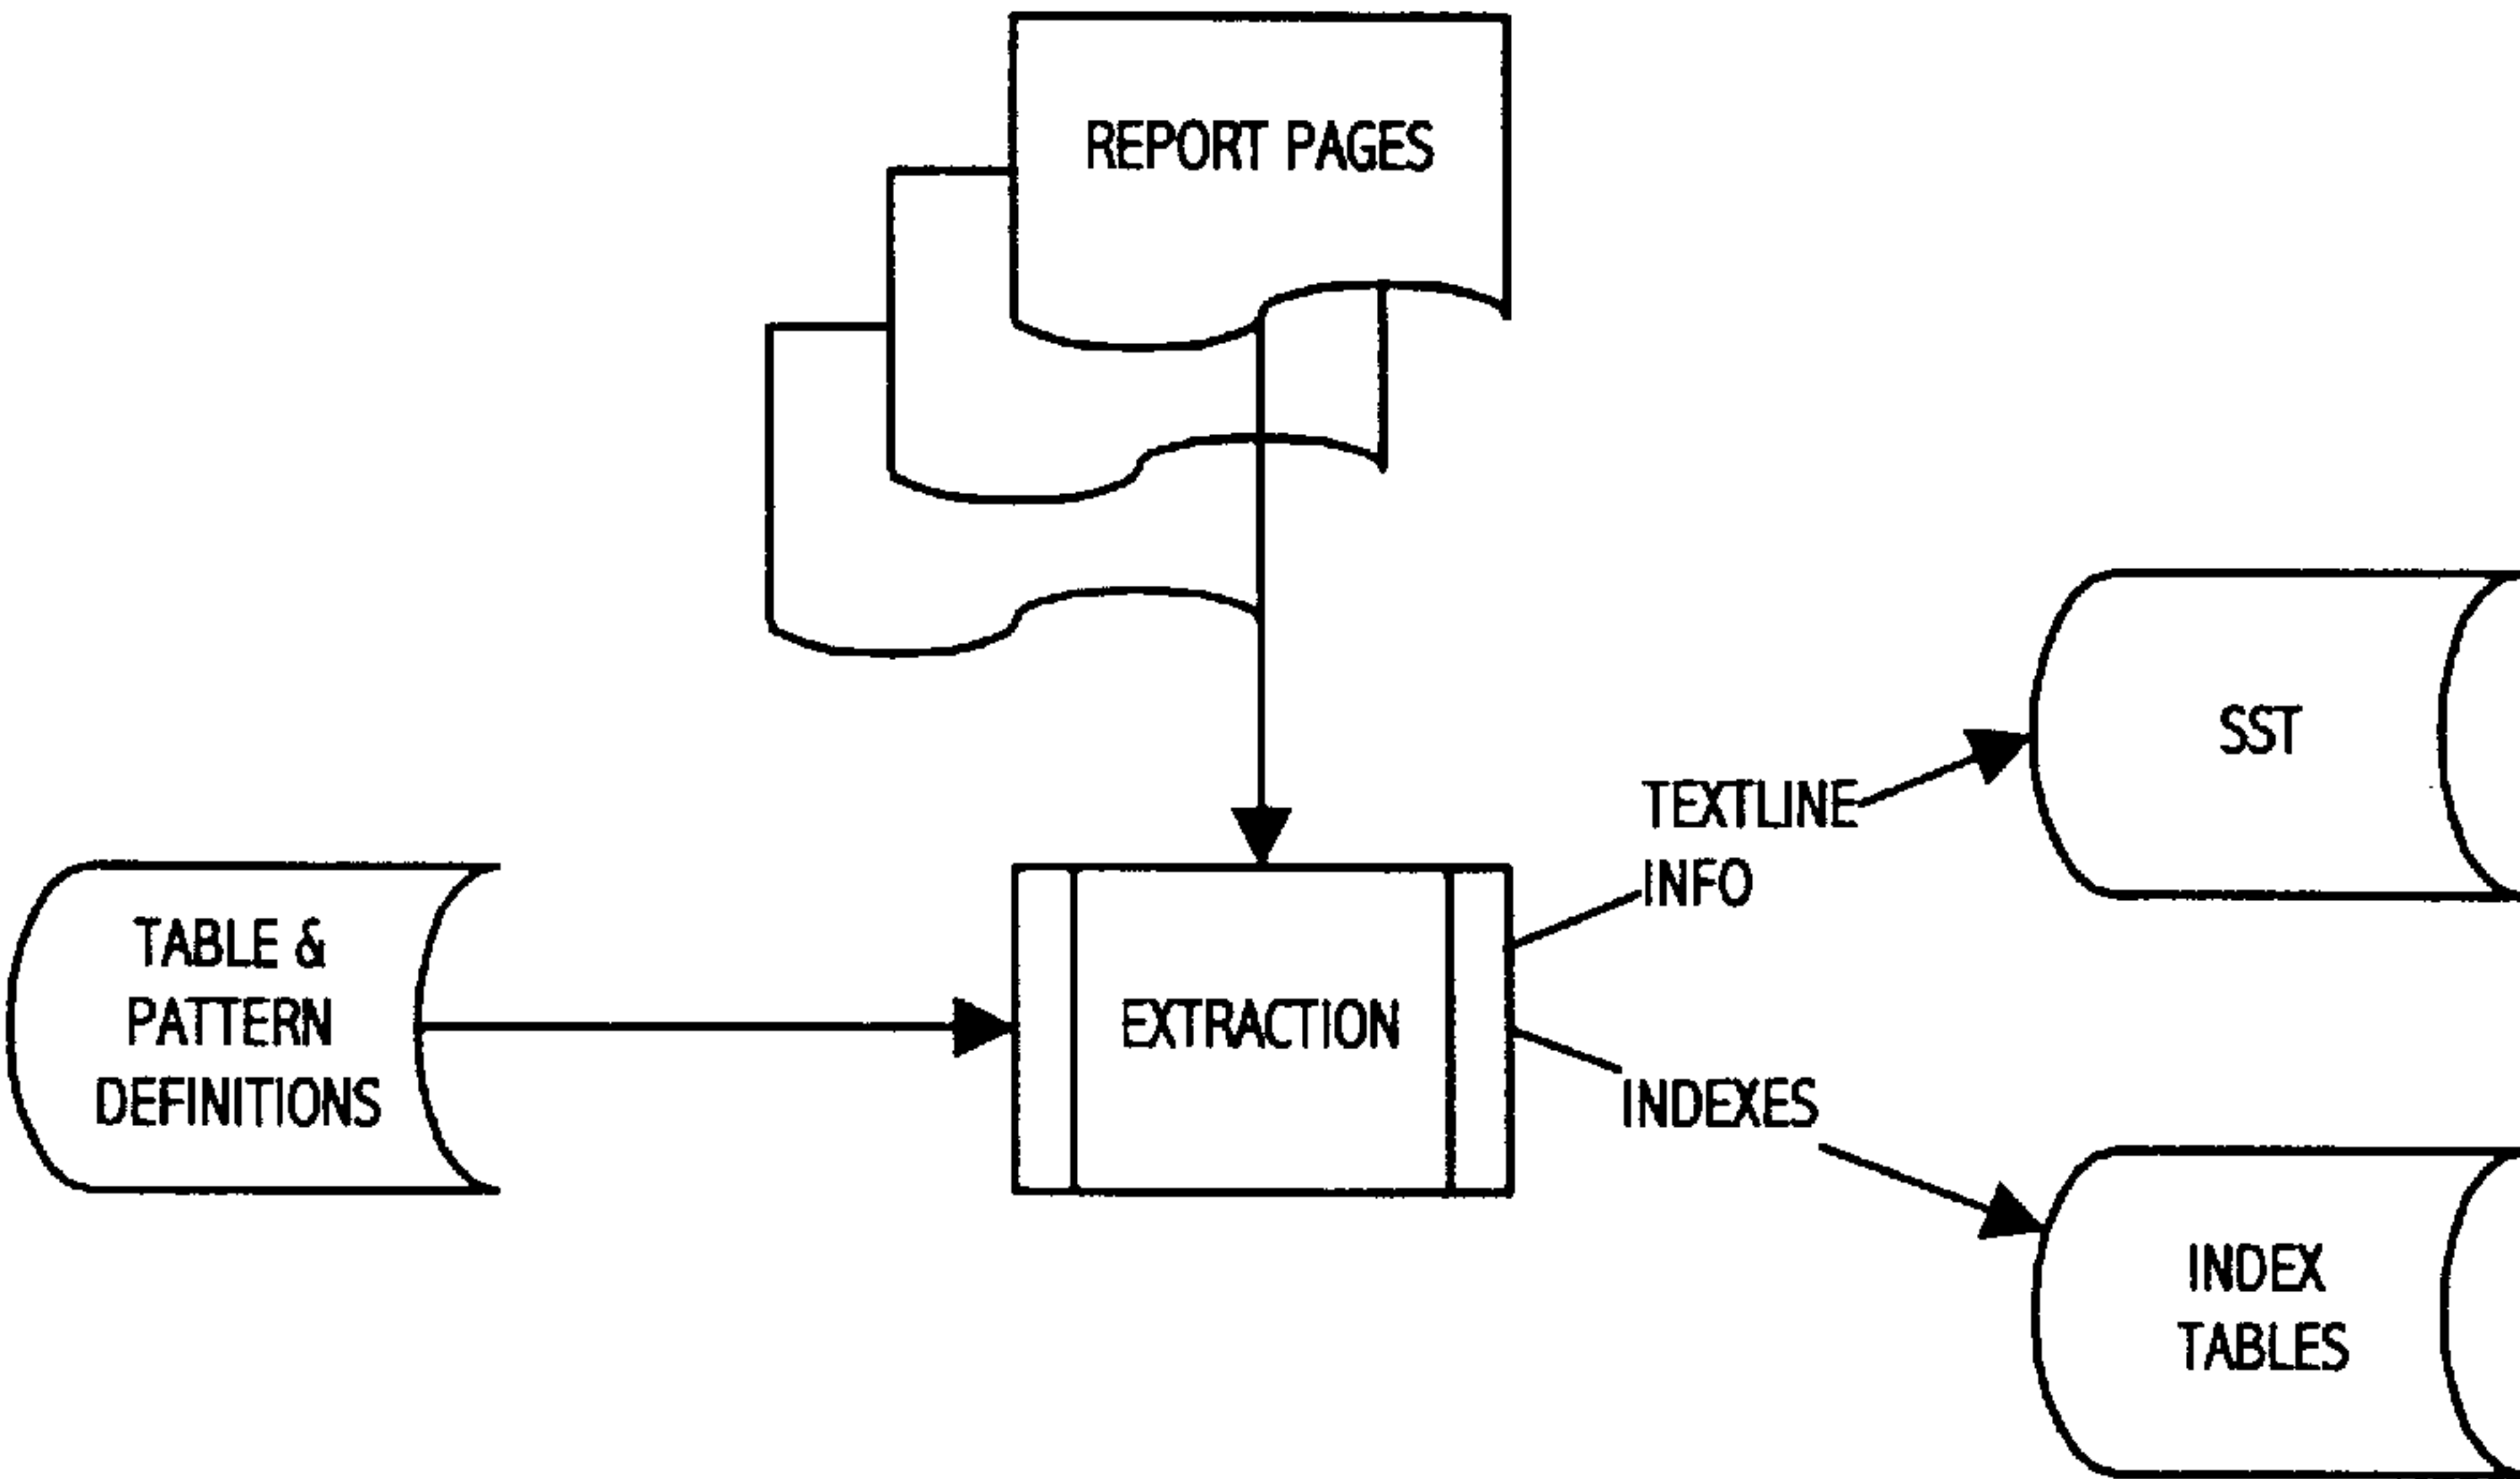 REPORT PAGES
SST
TEXTLINE
INFO
TABLE &
PATTERN
DEFINITIONS
EXTRACTION
INDEXES
INDEX
TABLES